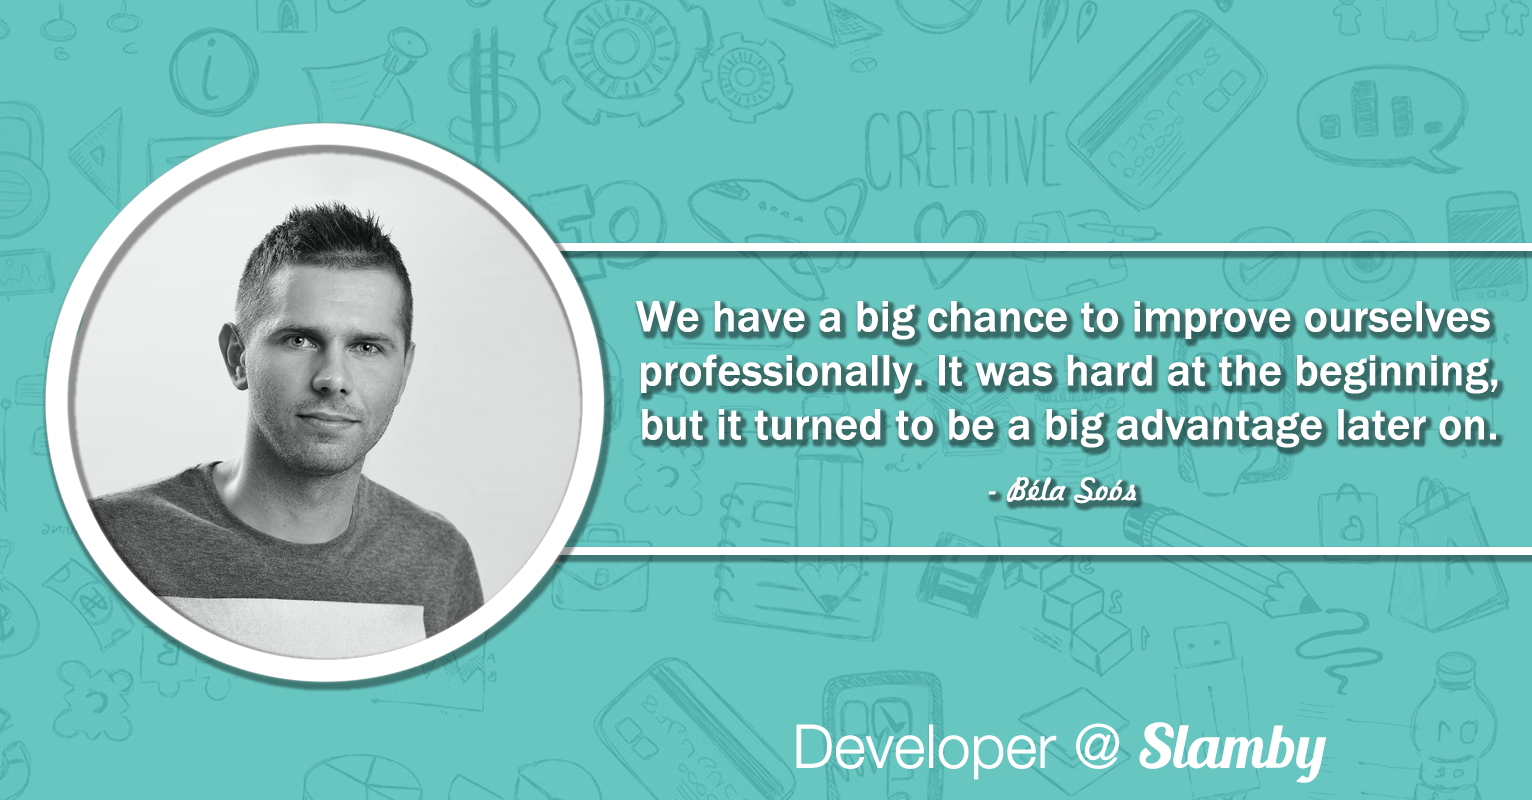 CREATIVE
We have a big chance to improve ourselves
professionally. It was hard at the beginning,
but it turned to be a big advantage later on.
- Béla Soós
Developer @ Slamby